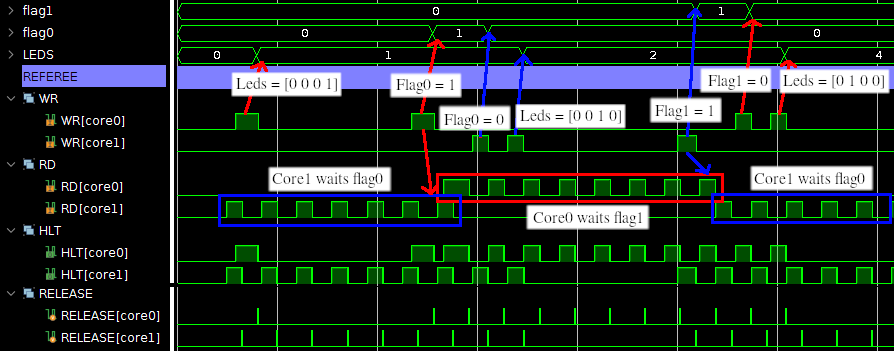 flag1
0
1
flag0
0
1
0
LEDS
0
1
2
4
REFEREE
Leds = [0 0 0 1]
Flag0 = 1
Flag1 = 0
Leds = [0 1 0 0]
WR
WR[core0]
Flag0 = 0
Leds = [0 0 1 0]
Flag1 = 1
WR[core1]
RD
Core1 waits flag0
Core1 waits flag0
RD[core0]
RD[core1]
Core0 waits flag1
HLT
HLT[core0]
HLT[core1]
RELEASE
RELEASE[core0]
RELEASE[core1]